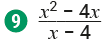 9 x² − 4x / x − 4